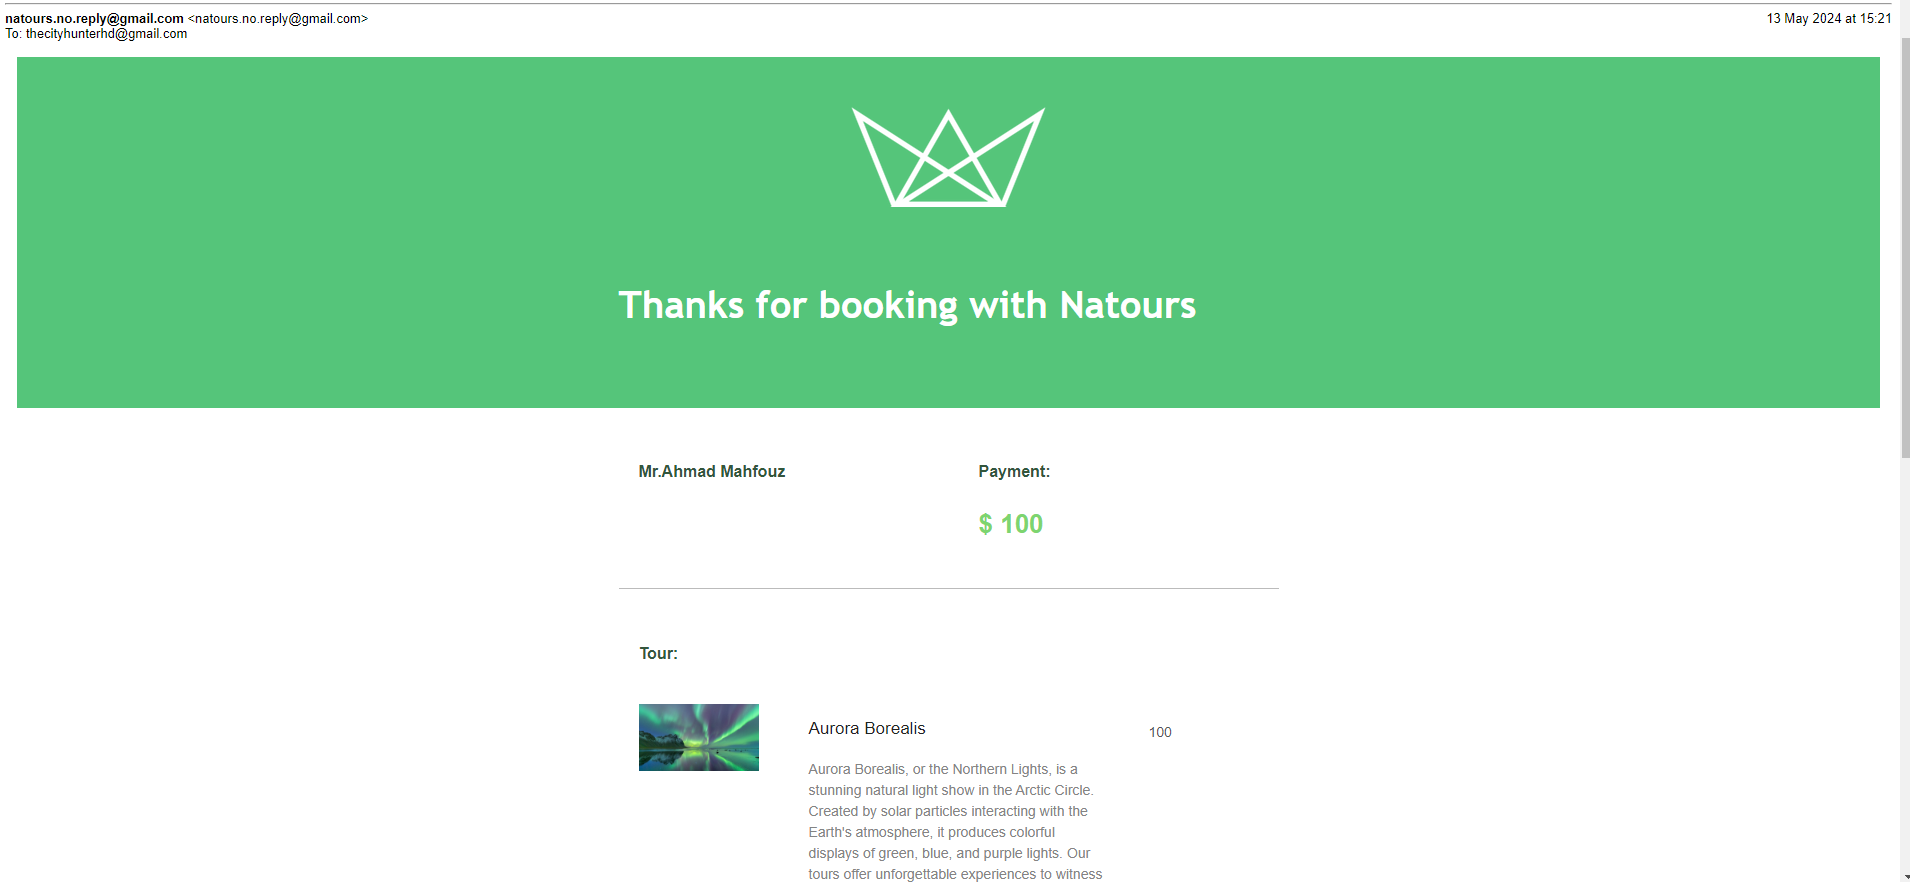 natours.no.reply@gmail.com <natours.no.reply@gmail.com>
13 May 2024 at 15:21
To: thecityhunterhd@gmail.com
Thanks for booking with Natours
Mr.Ahmad Mahfouz
Payment:
$ 100
Tour:
Aurora Borealis
100
Aurora Borealis, or the Northern Lights, is a
stunning natural light show in the Arctic Circle.
Created by solar particles interacting with the
Earth's atmosphere, it produces colorful
displays of green, blue, and purple lights. Our
tours offer unforgettable experiences to witness